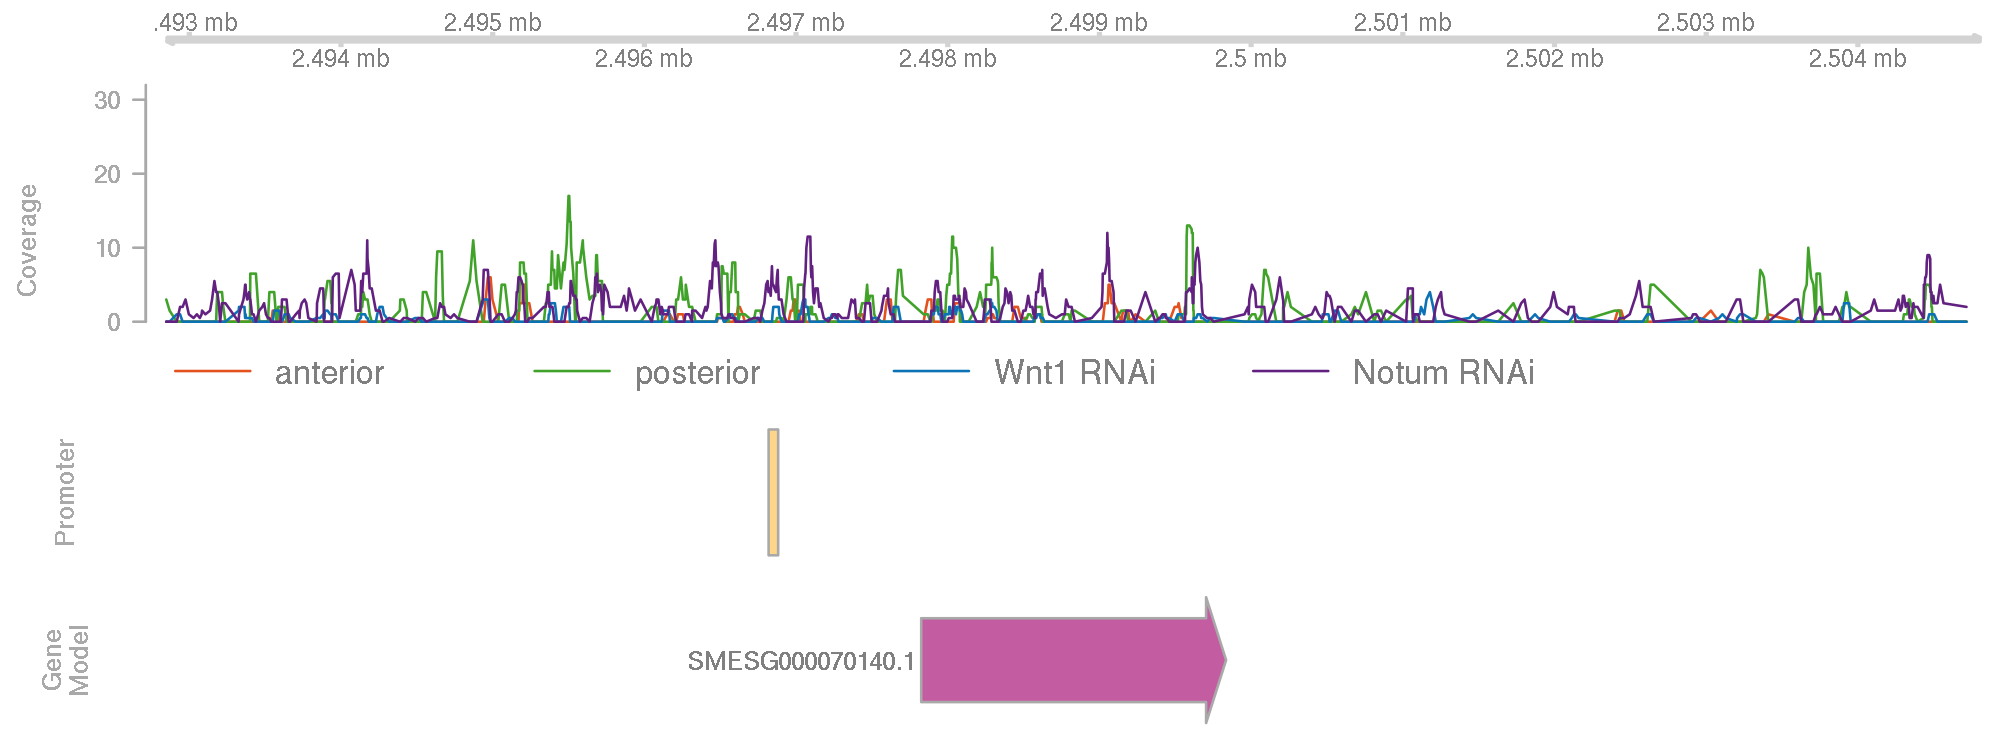 .493 mb 2.495 mb 2.497 mb 2.499 mb 2.501 mb 2.503 mb
2.494 mb 2.496 mb 2.498 mb 2.5 mb 2.502 mb 2.504 mb
30
20
10
0
Coverage
anterior posterior Wnt1 RNAi Notum RNAi
Promoter
Gene
Model
SMESG000070140.1